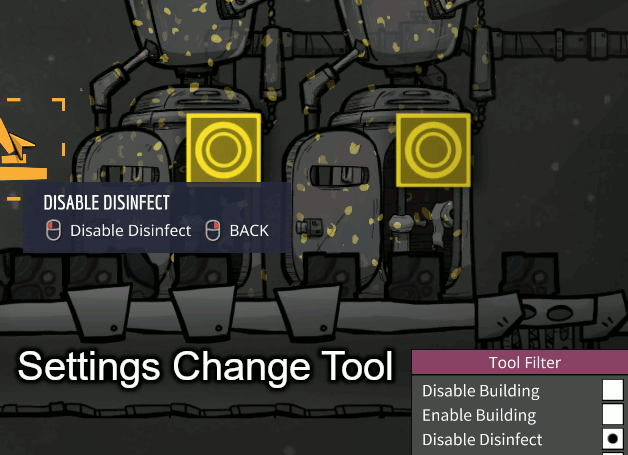 DISABLE DISINFECT
Disable Disinfect BACK
Settings Change Tool
Tool Filter
Disable Building
Enable Building
Disable Disinfect